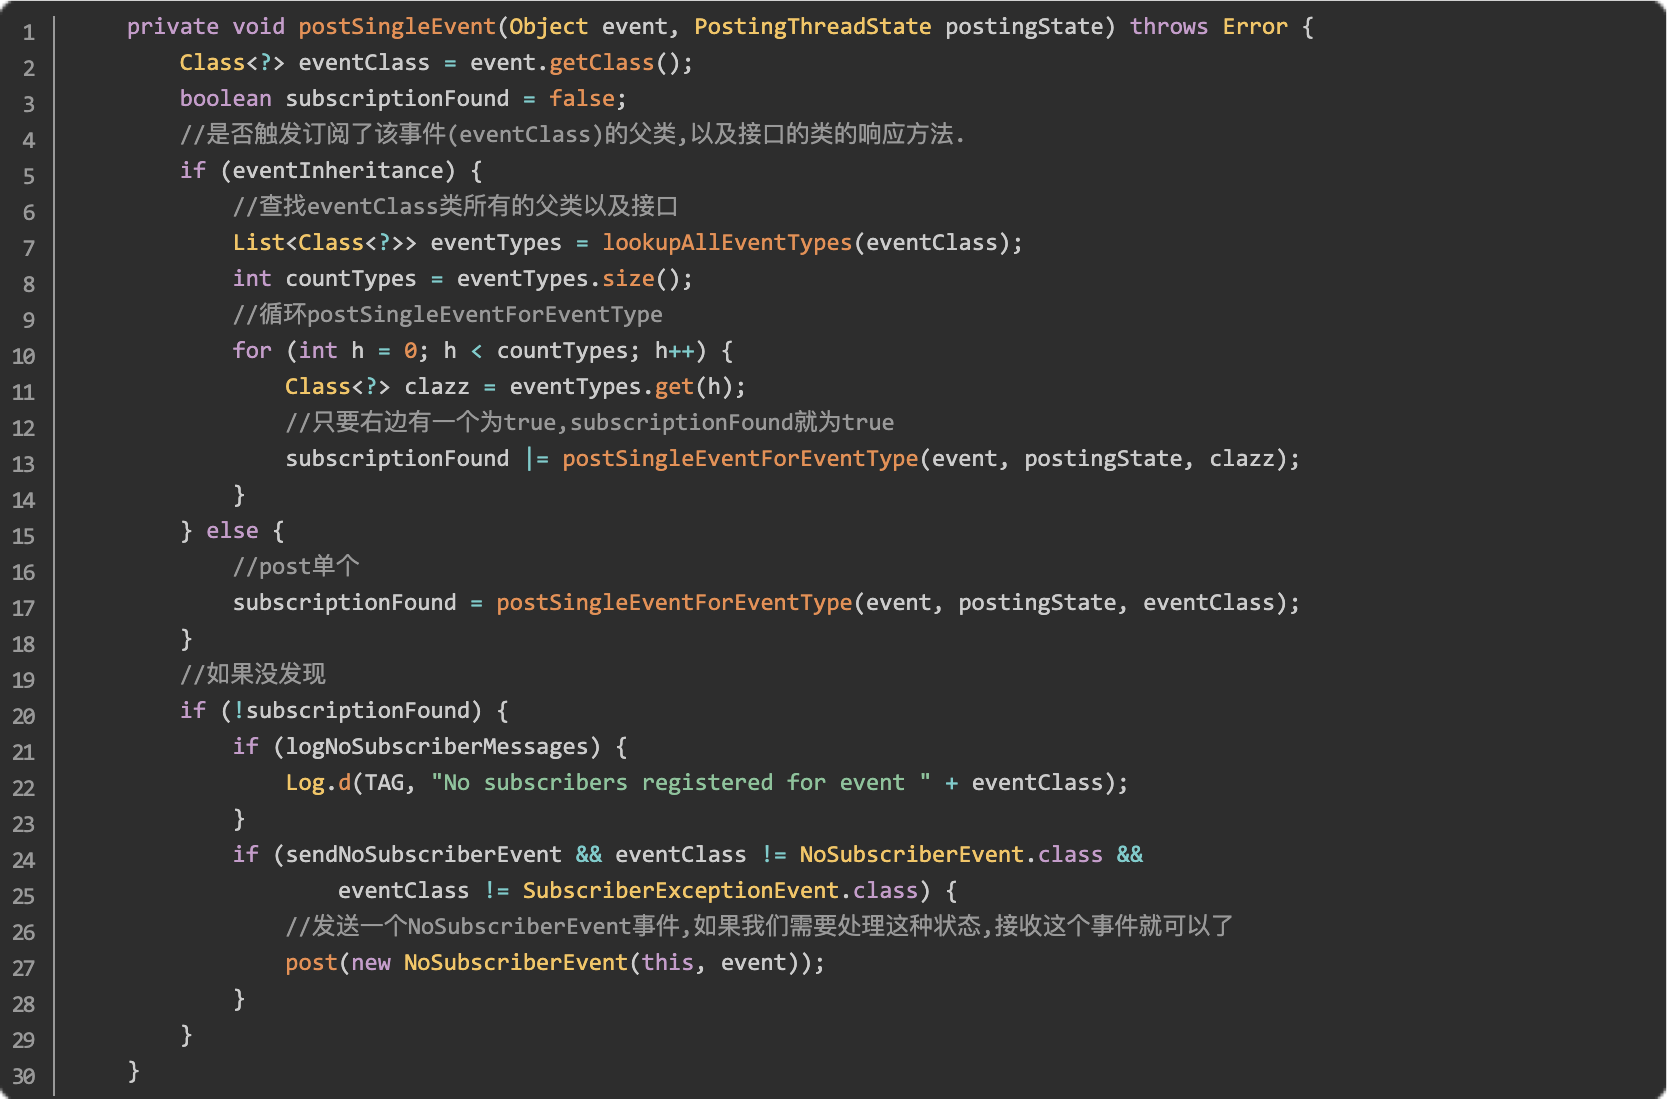 1 private void postSingleEvent(Object event, PostingThreadState postingState) throws Error {
2 Class<?> eventClass = event.getClass();
3 boolean subscriptionFound = false;
4 //是否触发订阅了该事件(eventClass)的父类,以及接口的类的响应方法.
5 if (eventInheritance) {
6 //查找eventClass类所有的父类以及接口
7 List<Class<?>> eventTypes = lookupAllEventTypes(eventClass);
8 int countTypes = eventTypes.size();
9 //循环postSingleEventForEventType
10 for (int h = 0; h < countTypes; h++) {
11 Class<?> clazz = eventTypes.get(h);
12 //只要右边有一个为true,subscriptionFound就为true
13 subscriptionFound |= postSingleEventForEventType(event, postingState, clazz);
14 }
15 } else {
16 //post单个
17 subscriptionFound = postSingleEventForEventType(event, postingState, eventClass);
18 }
19 //如果没发现
20 if (!subscriptionFound) {
21 if (logNoSubscriberMessages) {
22 Log.d(TAG, "No subscribers registered for event " + eventClass);
23 }
24 if (sendNoSubscriberEvent && eventClass != NoSubscriberEvent.class &&
25 eventClass != SubscriberExceptionEvent.class) {
26 //发送一个NoSubscriberEvent事件,如果我们需要处理这种状态,接收这个事件就可以了
27 post(new NoSubscriberEvent(this, event));
28 }
29 }
30 }